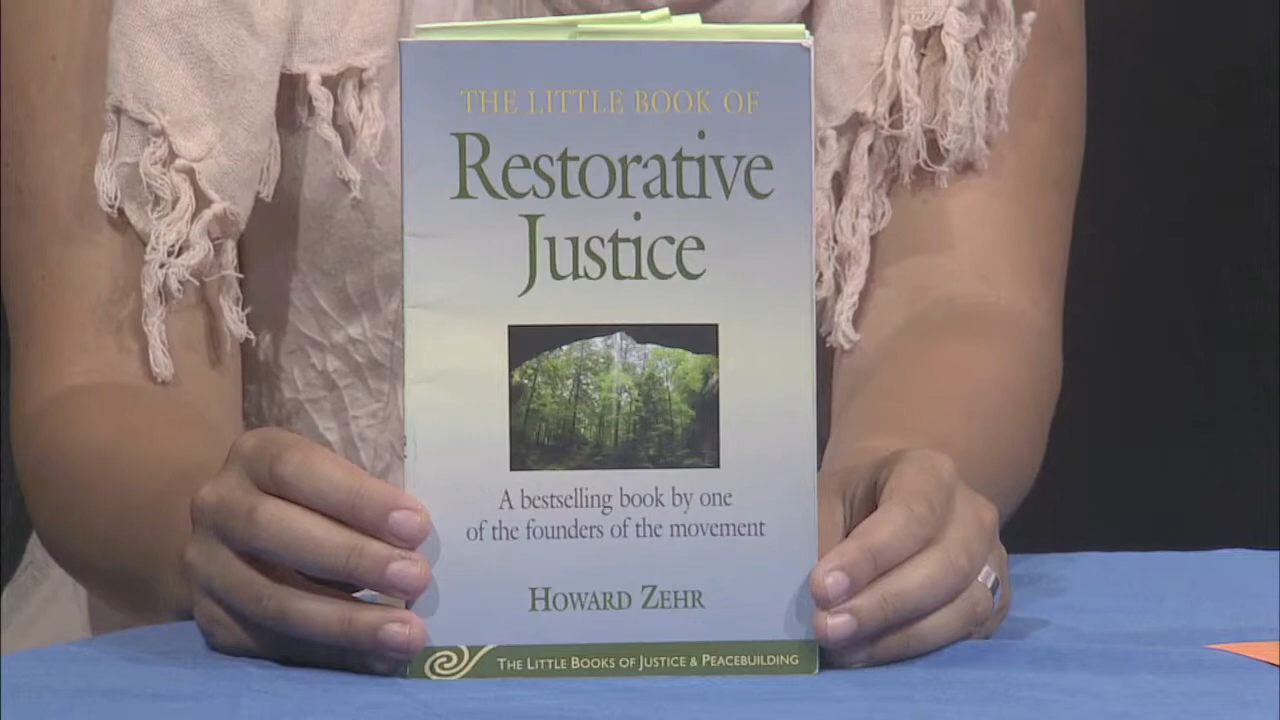 THE LITTLE BOOK OF
Restorative
Justice
A bestselling book by one
of the founders of the movement
HOWARD ZEHR
THE LITTLE BOOKS OF JUSTICE & PEACEBUILDING